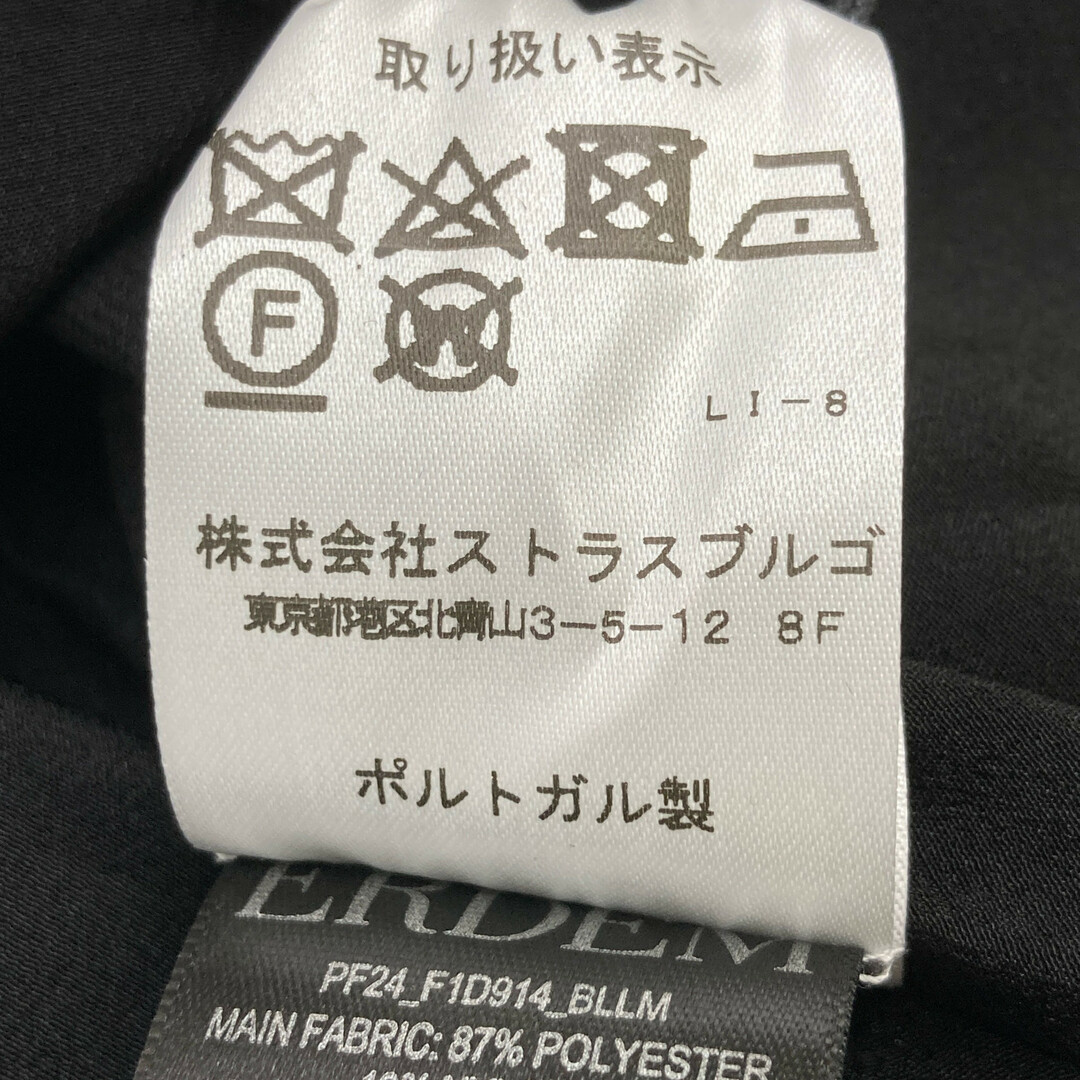 取り扱い表示
F W
LI-8
株式会社ストラスブルゴ
東京都港区北青山3-5-12 8F
ポルトガル製
ERDEM
PF24_F1D914_BLLM
MAIN FABRIC: 87% POLYESTER